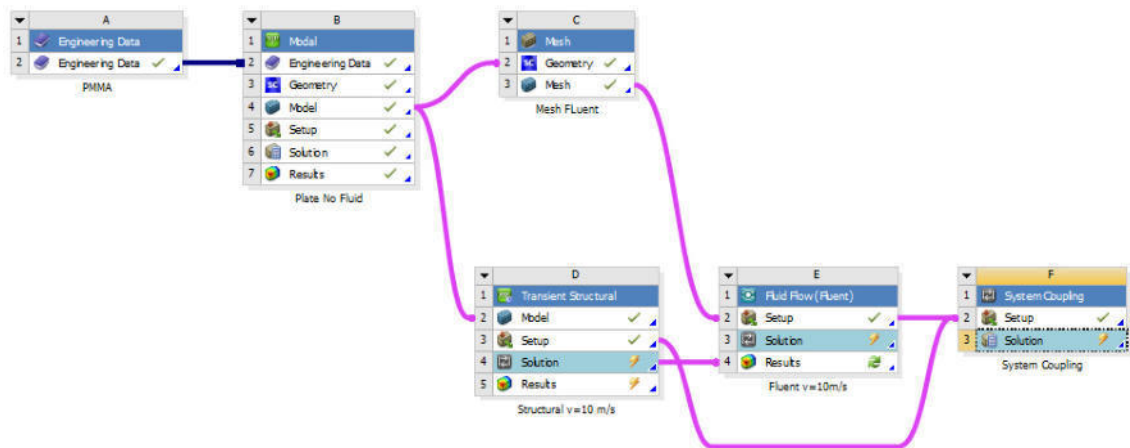 A
1 Engineering Data
2 Engineering Data
PMMA
B
1 Modal
2 Engineering Data
3 Geometry
4 Model
5 Setup
6 Solution
7 Results
Plate No Fluid
C
1 Mesh
2 Geometry
3 Mesh
Mesh FLuent
D
1 Transient Structural
2 Model
3 Setup
4 Solution
5 Results
Structural v=10 m/s
E
1 Fluid Flow (Fluent)
2 Setup
3 Solution
4 Results
Fluent v=10m/s
F
1 System Coupling
2 Setup
3 Solution
System Coupling